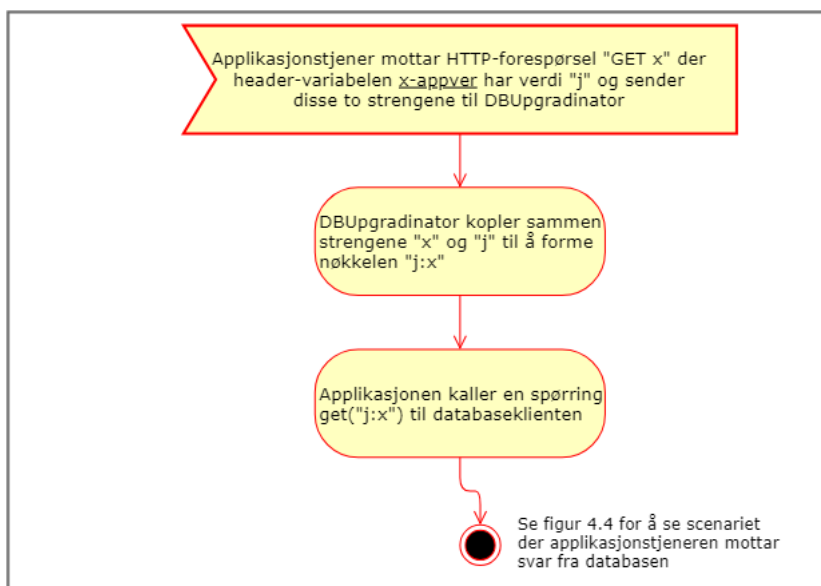 Applikasjonstjener mottar HTTP-forespørsel "GET x" der
header-variabelen x-appver har verdi "j" og sender
disse to strengene til DBUpgradinator
DBUpgradinator kopler sammen
strengene "x" og "j" til å forme
nøkkelen "j:x"
Applikasjonen kaller en spørring
get("j:x") til databaseklienten
Se figur 4.4 for å se scenariet
der applikasjonstjeneren mottar
svar fra databasen